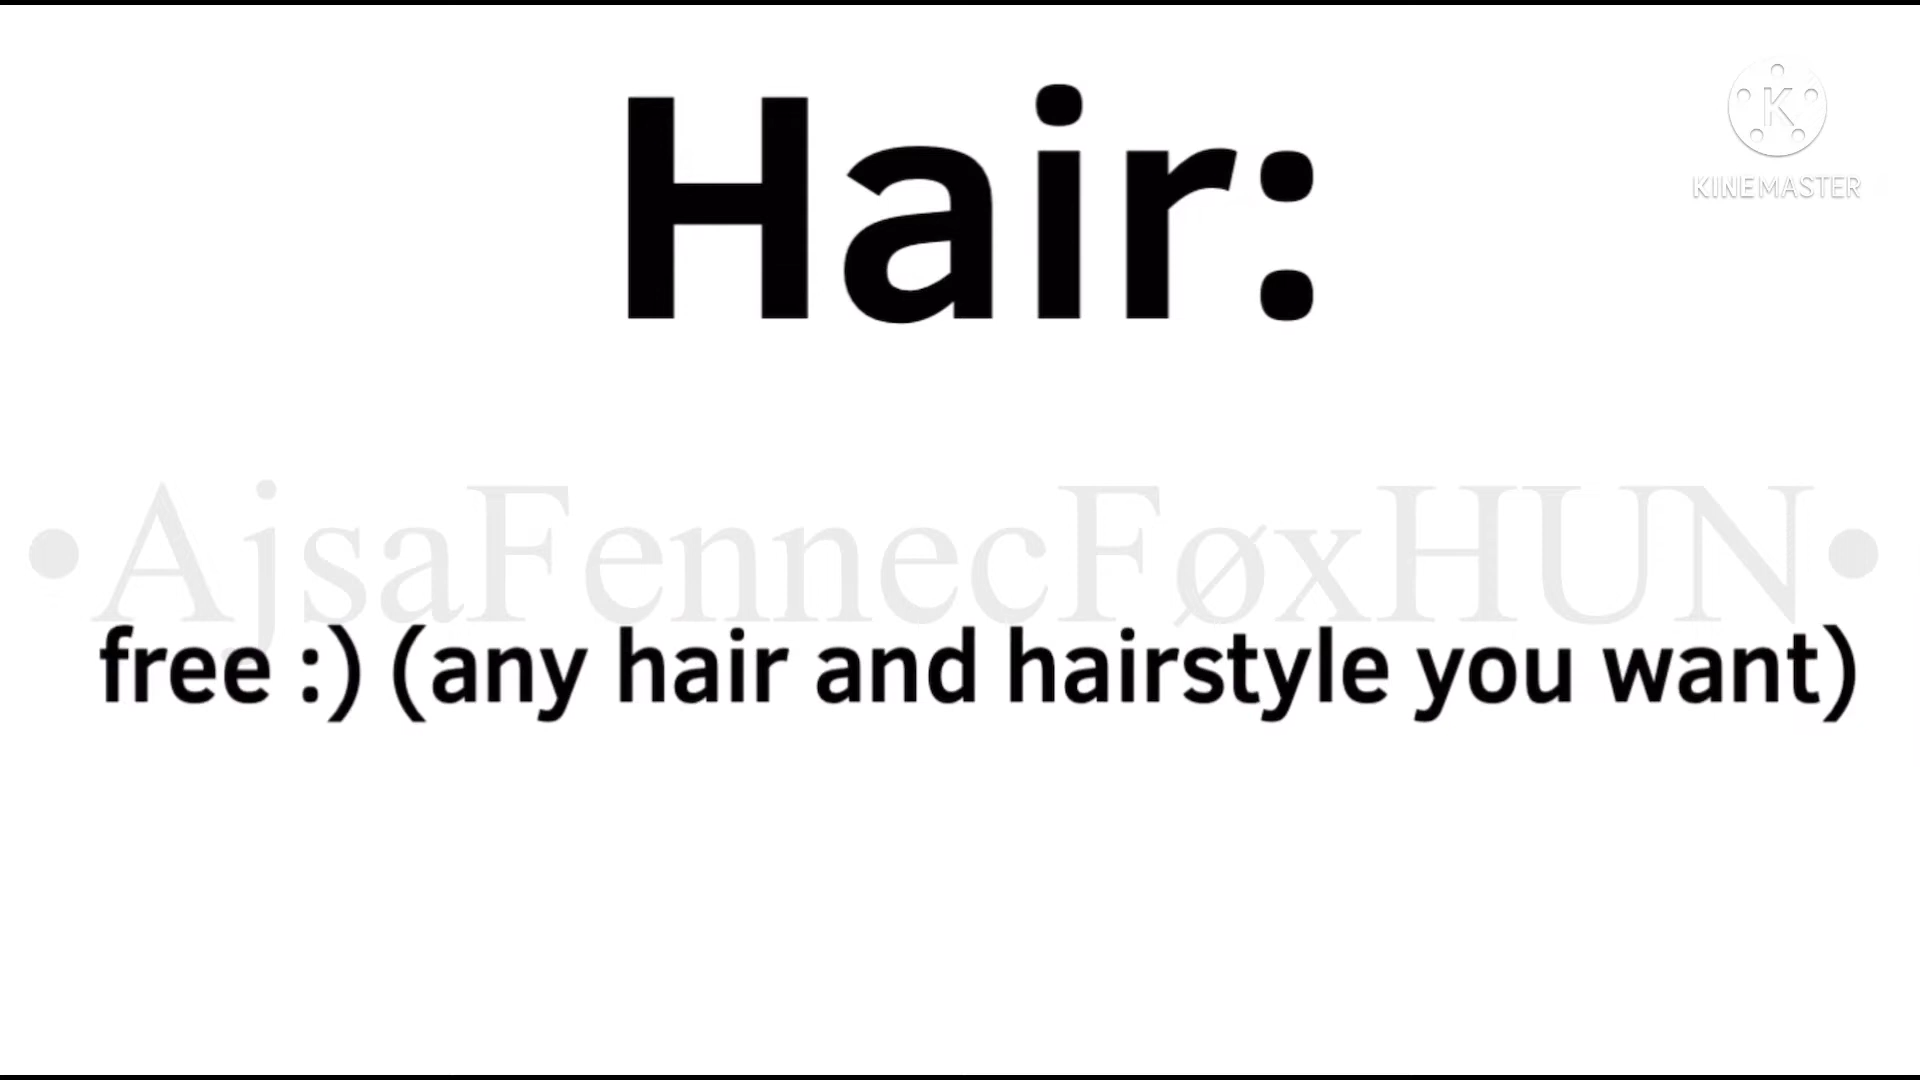 Hair:
KINEMASTER
•AjsaFennecFøxHUN•
free :) (any hair and hairstyle you want)